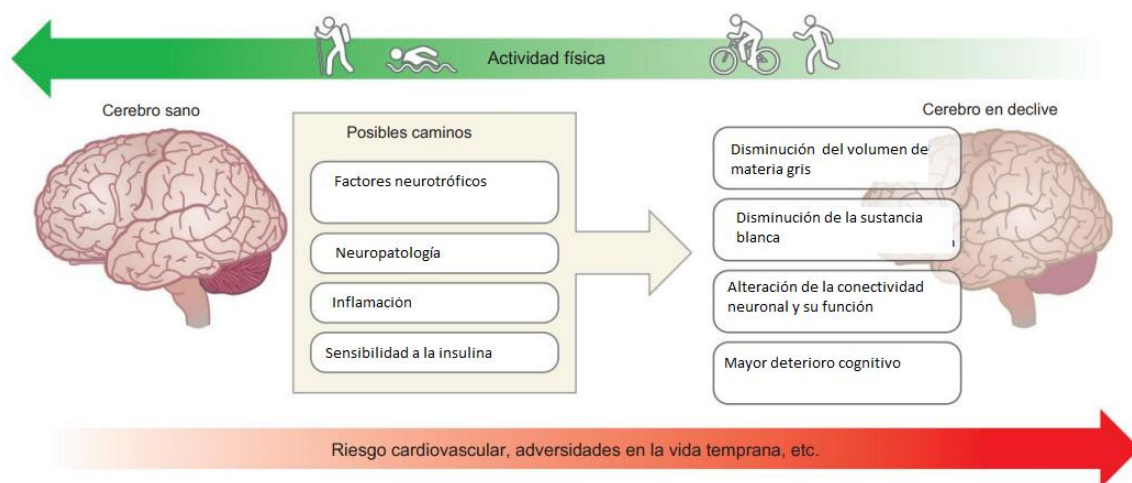 Actividad física
Cerebro sano
Cerebro en declive
Posibles caminos
Factores neurotróficos
Neuropatología
Inflamación
Sensibilidad a la insulina
Disminución del volumen de
materia gris
Disminución de la sustancia
blanca
Alteración de la conectividad
neuronal y su función
Mayor deterioro cognitivo
Riesgo cardiovascular, adversidades en la vida temprana, etc.